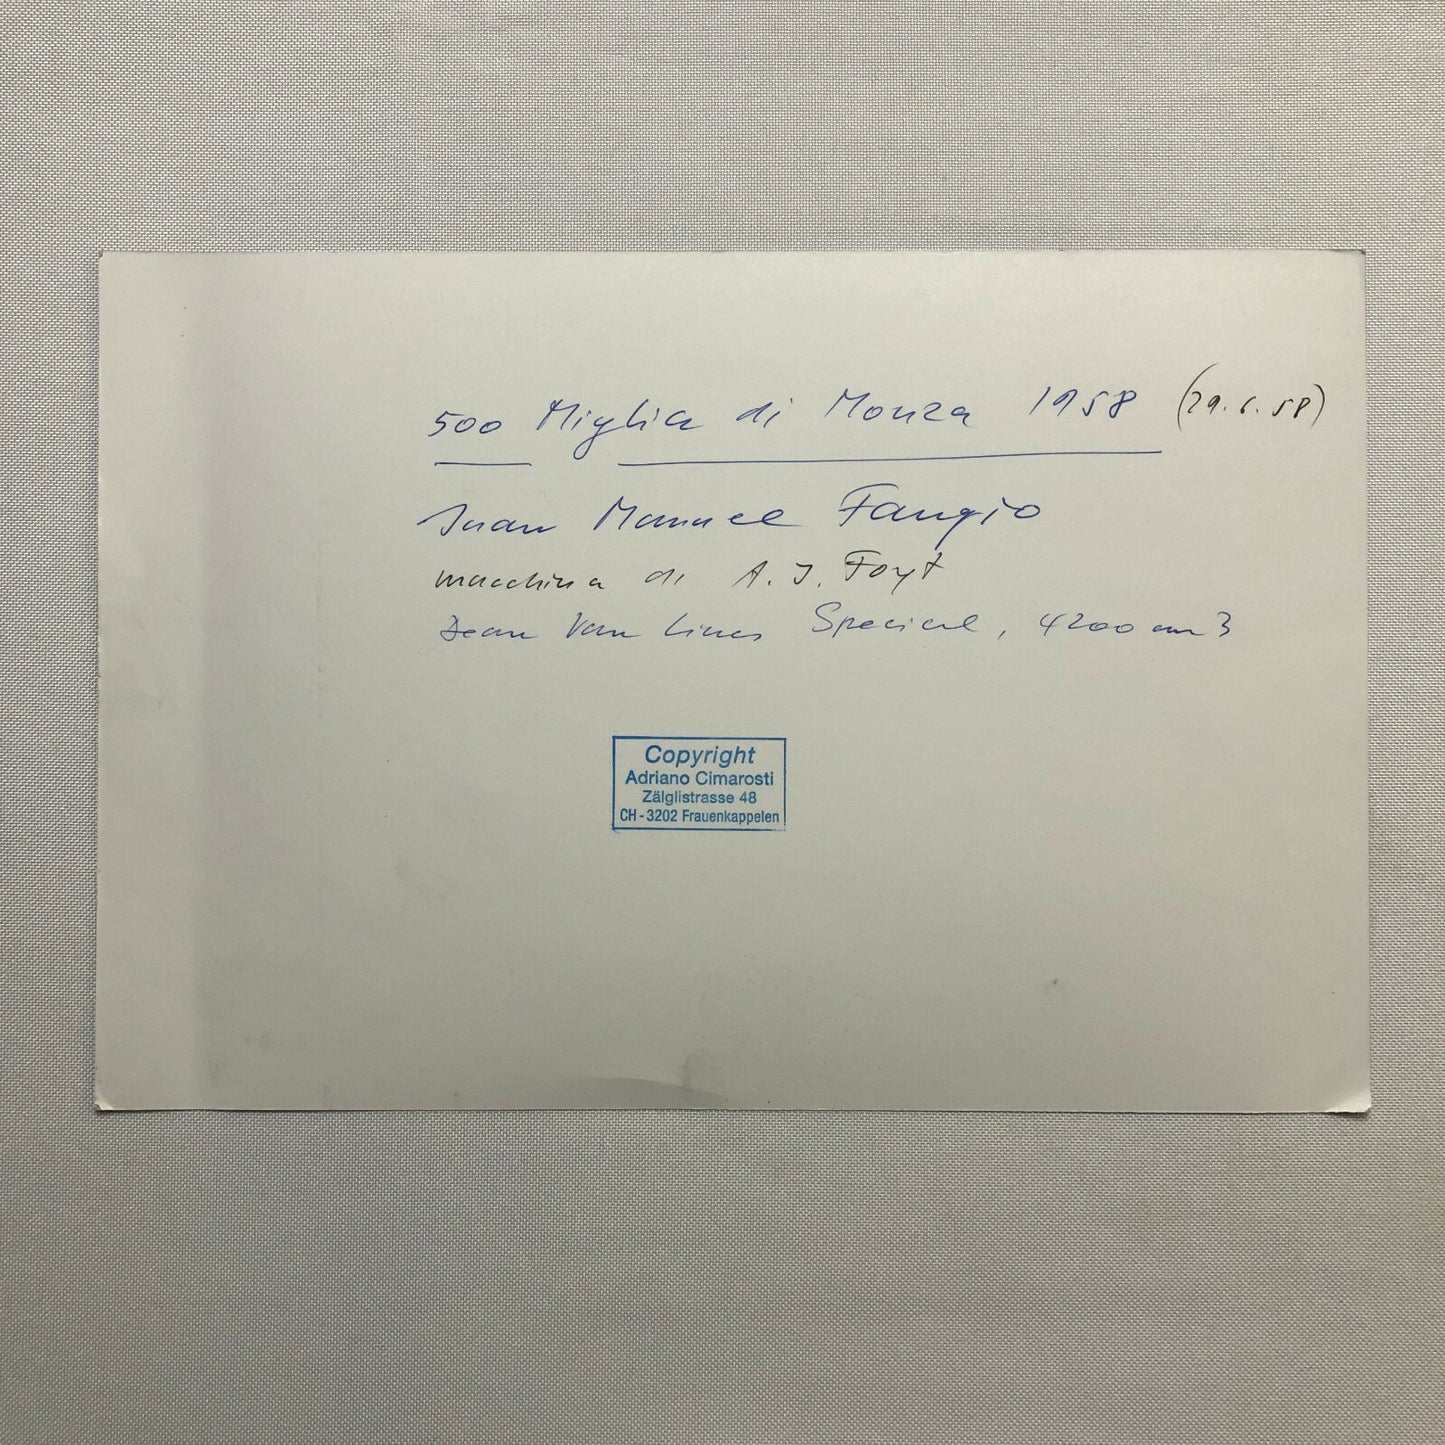 500 Miglia di Monza 1958 (29.6.58)
Juan Manuel Fangio
macchina di A. J. Foyt
Dean Van Lines Special, 4200 cm3
Copyright
Adriano Cimarosti
Zälglistrasse 48
CH - 3202 Frauenkappelen